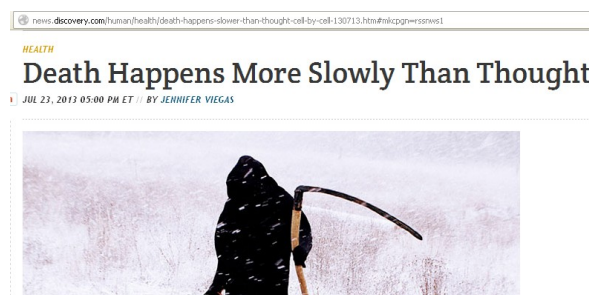 news.discovery.com/human/health/death-happens-slower-than-thought-cell-by-cell-130713.htm#mkcpgn=rssnws1
HEALTH
Death Happens More Slowly Than Thought
JUL 23, 2013 05:00 PM ET // BY JENNIFER VIEGAS